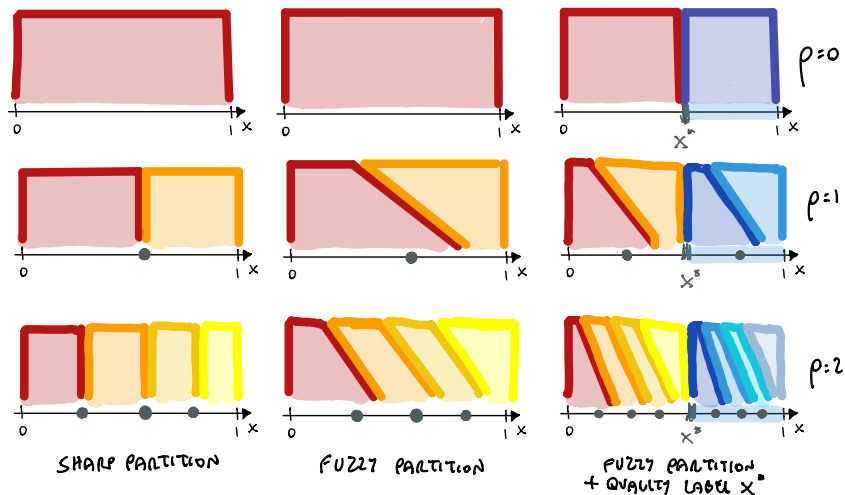 0 1 x 0 1 x 0 x* 1 x ρ=0
0 1 x 0 1 x 0 x* 1 x ρ=1
0 1 x 0 1 x 0 x* 1 x ρ=2
SHARP PARTITION
FUZZY PARTITION
FUZZY PARTITION
+ QUALITY LABEL X*